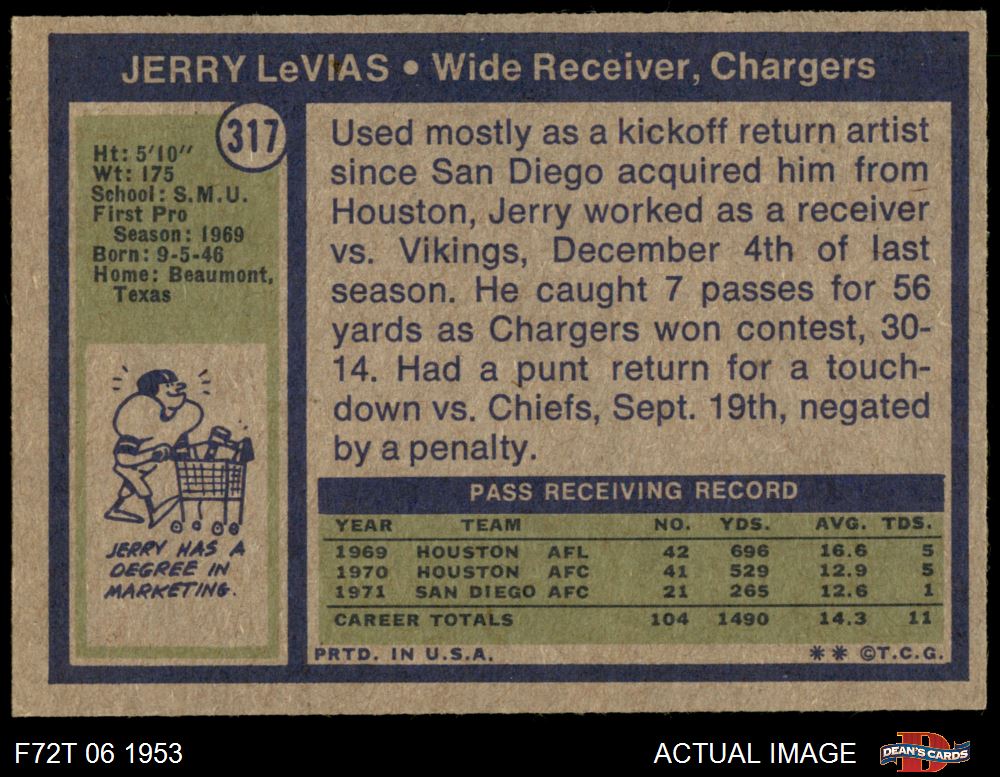 JERRY LeVIAS • Wide Receiver, Chargers
317
Ht: 5'10"
Wt: 175
School: S.M.U.
First Pro
Season: 1969
Born: 9-5-46
Home: Beaumont,
Texas
JERRY HAS A
DEGREE IN
MARKETING.
Used mostly as a kickoff return artist
since San Diego acquired him from
Houston, Jerry worked as a receiver
vs. Vikings, December 4th of last
season. He caught 7 passes for 56
yards as Chargers won contest, 30-
14. Had a punt return for a touch-
down vs. Chiefs, Sept. 19th, negated
by a penalty.
PASS RECEIVING RECORD
YEAR TEAM NO. YDS. AVG. TDS.
1969 HOUSTON AFL 42 696 16.6 5
1970 HOUSTON AFC 41 529 12.9 5
1971 SAN DIEGO AFC 21 265 12.6 1
CAREER TOTALS 104 1490 14.3 11
PRTD. IN U.S.A. ** ©T.C.G.
F72T 06 1953 ACTUAL IMAGE DEAN'S CARDS